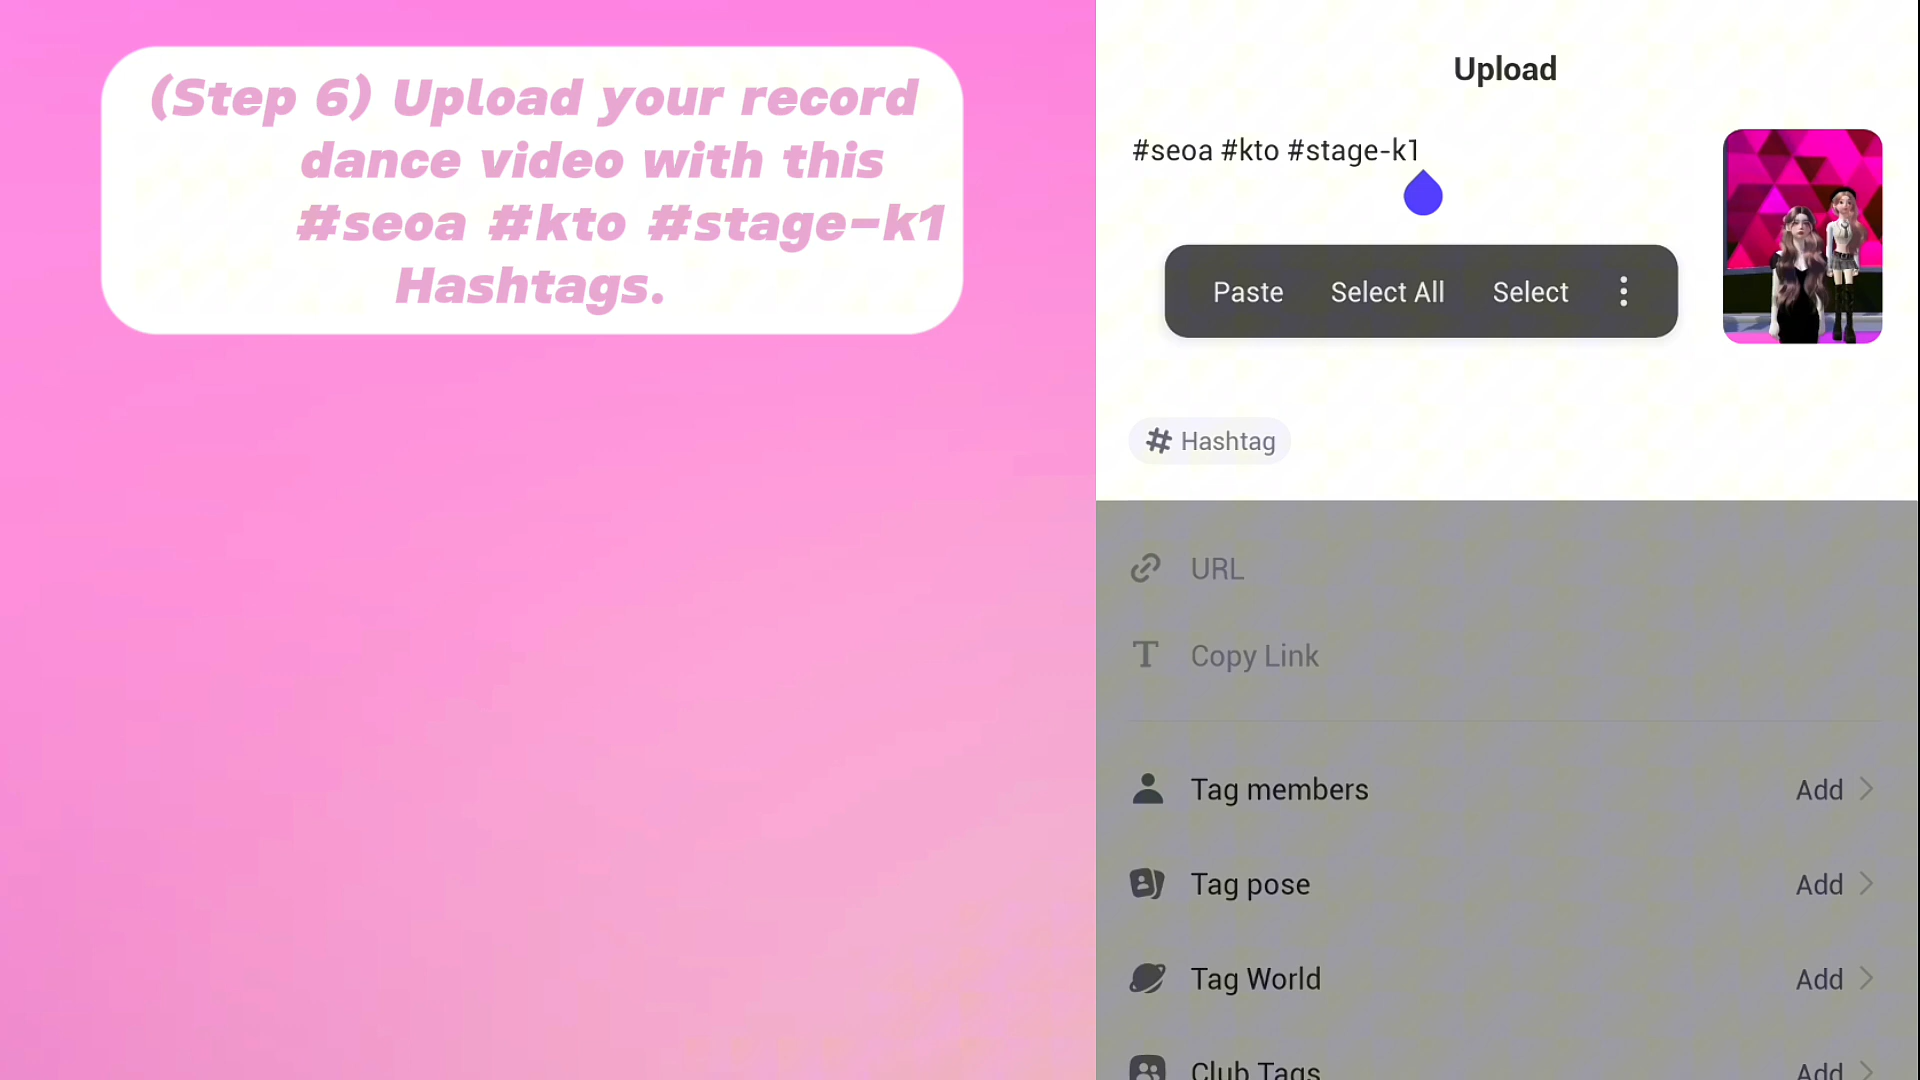 (Step 6) Upload your record
dance video with this
#seoa #kto #stage-k1
Hashtags.
Upload
#seoa #kto #stage-k1
Paste Select All Select
# Hashtag
URL
T Copy Link
Tag members Add
Tag pose Add
Tag World Add
Club Tags Add